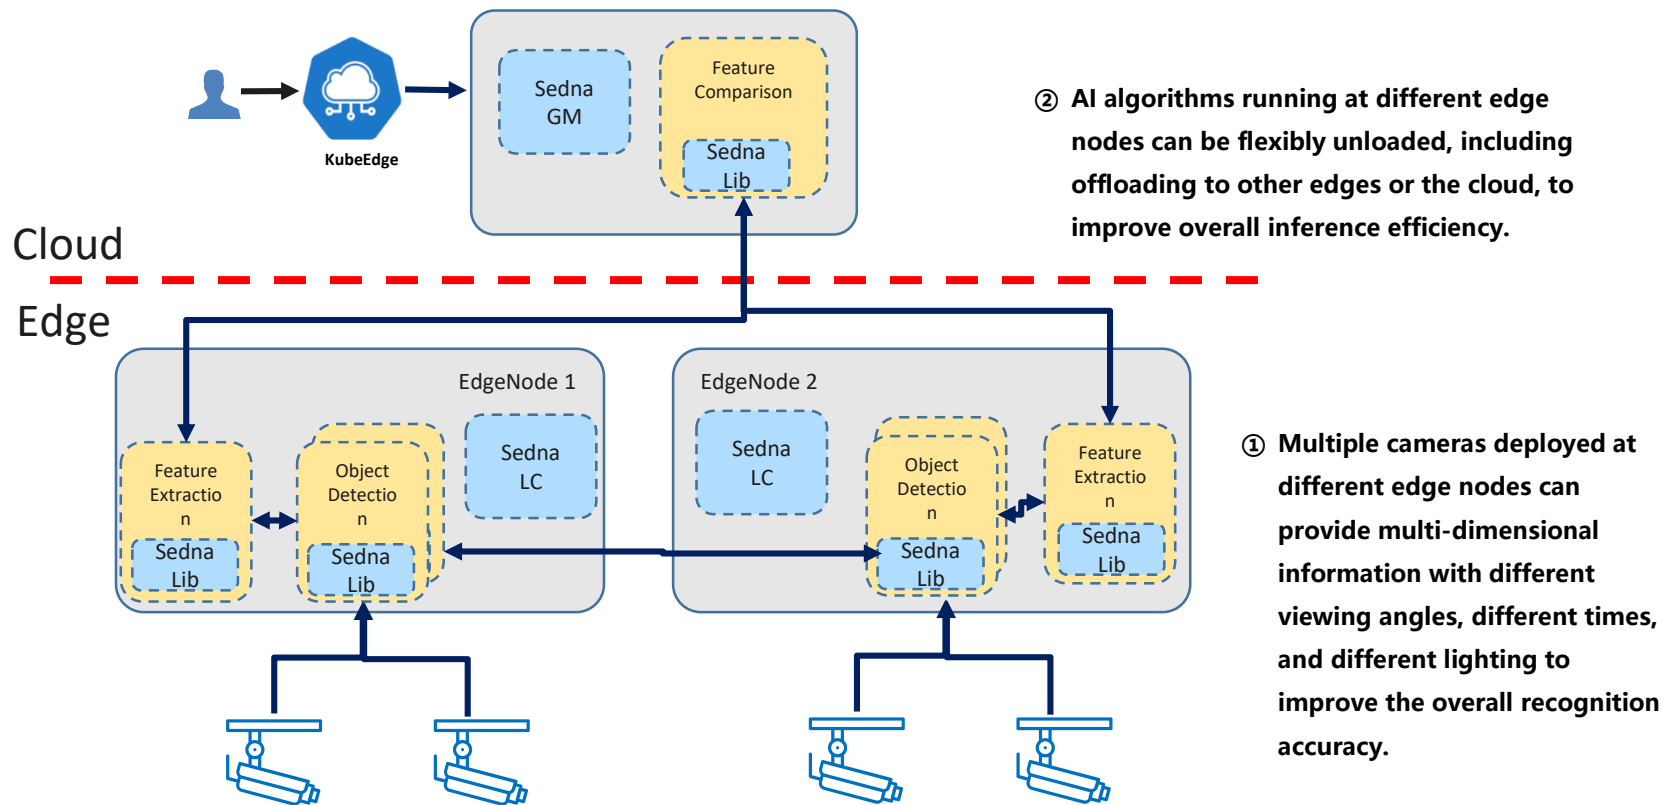 Sedna
GM
Feature
Comparison
Sedna
Lib
KubeEdge
② AI algorithms running at different edge
nodes can be flexibly unloaded, including
offloading to other edges or the cloud, to
improve overall inference efficiency.
Cloud
Edge
EdgeNode 1
Feature
Extractio
n
Sedna
Lib
Object
Detectio
n
Sedna
Lib
Sedna
LC
EdgeNode 2
Sedna
LC
Object
Detectio
n
Sedna
Lib
Feature
Extractio
n
Sedna
Lib
① Multiple cameras deployed at
different edge nodes can
provide multi-dimensional
information with different
viewing angles, different times,
and different lighting to
improve the overall recognition
accuracy.